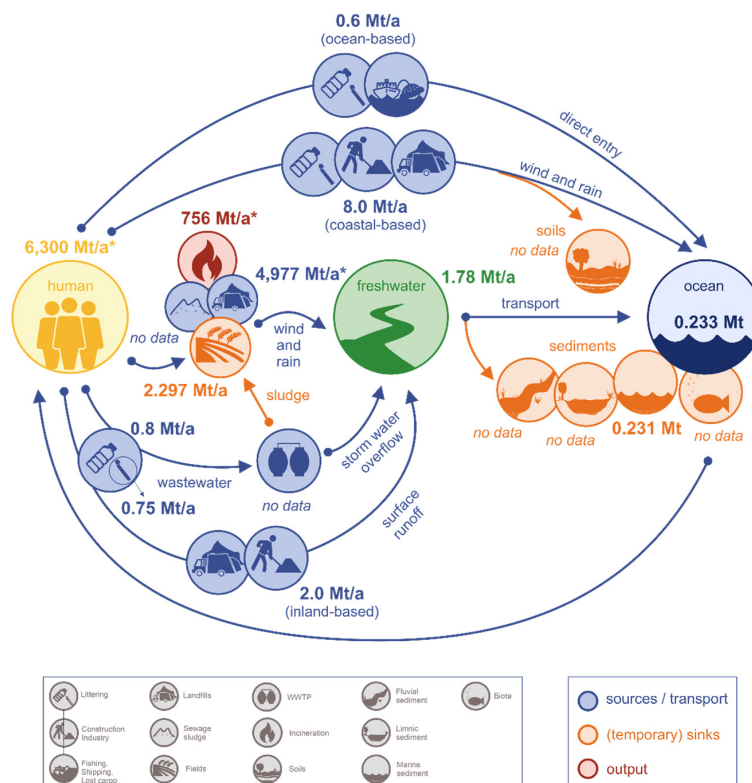 0.6 Mt/a
(ocean-based)
direct entry
wind and rain
8.0 Mt/a
(coastal-based)
soils
no data
756 Mt/a*
6,300 Mt/a*
human
4,977 Mt/a*
freshwater
1.78 Mt/a
ocean
0.233 Mt
transport
no data
wind
and
rain
sediments
2.297 Mt/a
sludge
no data
no data
0.231 Mt
no data
0.8 Mt/a
wastewater
0.75 Mt/a
no data
storm water
overflow
surface
runoff
2.0 Mt/a
(inland-based)
Littering
Landfills
WWTP
Fluvial
sediment
Biota
Construction
Industry
Sewage
sludge
Incineration
Limnic
sediment
Fishing,
Shipping,
Lost cargo
Fields
Soils
Marine
sediment
sources / transport
(temporary) sinks
output